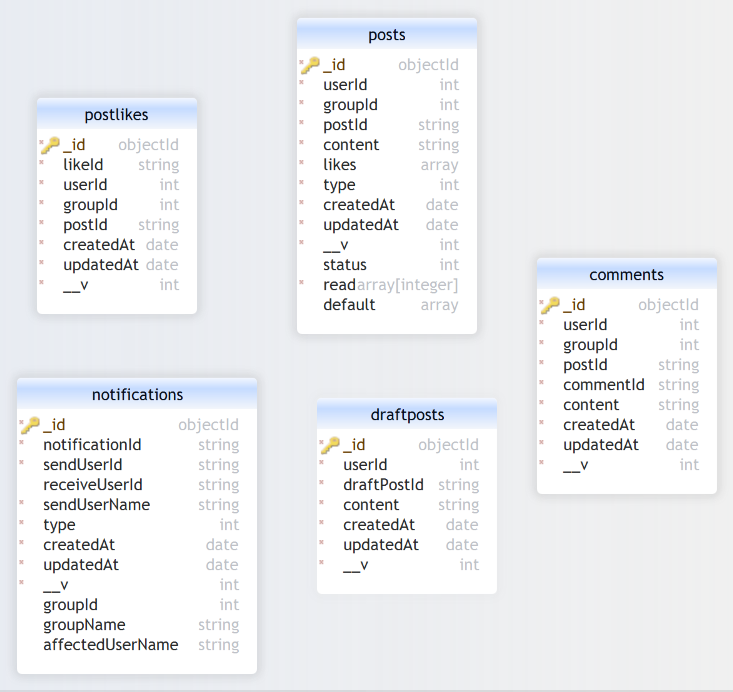 posts
_id objectId
userId int
groupId int
postId string
content string
likes array
type int
createdAt date
updatedAt date
__v int
status int
read array[integer]
default array
postlikes
_id objectId
likeId string
userId int
groupId int
postId string
createdAt date
updatedAt date
__v int
comments
_id objectId
userId int
groupId int
postId string
commentId string
content string
createdAt date
updatedAt date
__v int
notifications
_id objectId
notificationId string
sendUserId string
receiveUserId string
sendUserName string
type int
createdAt date
updatedAt date
__v int
groupId int
groupName string
affectedUserName string
draftposts
_id objectId
userId int
draftPostId string
content string
createdAt date
updatedAt date
__v int